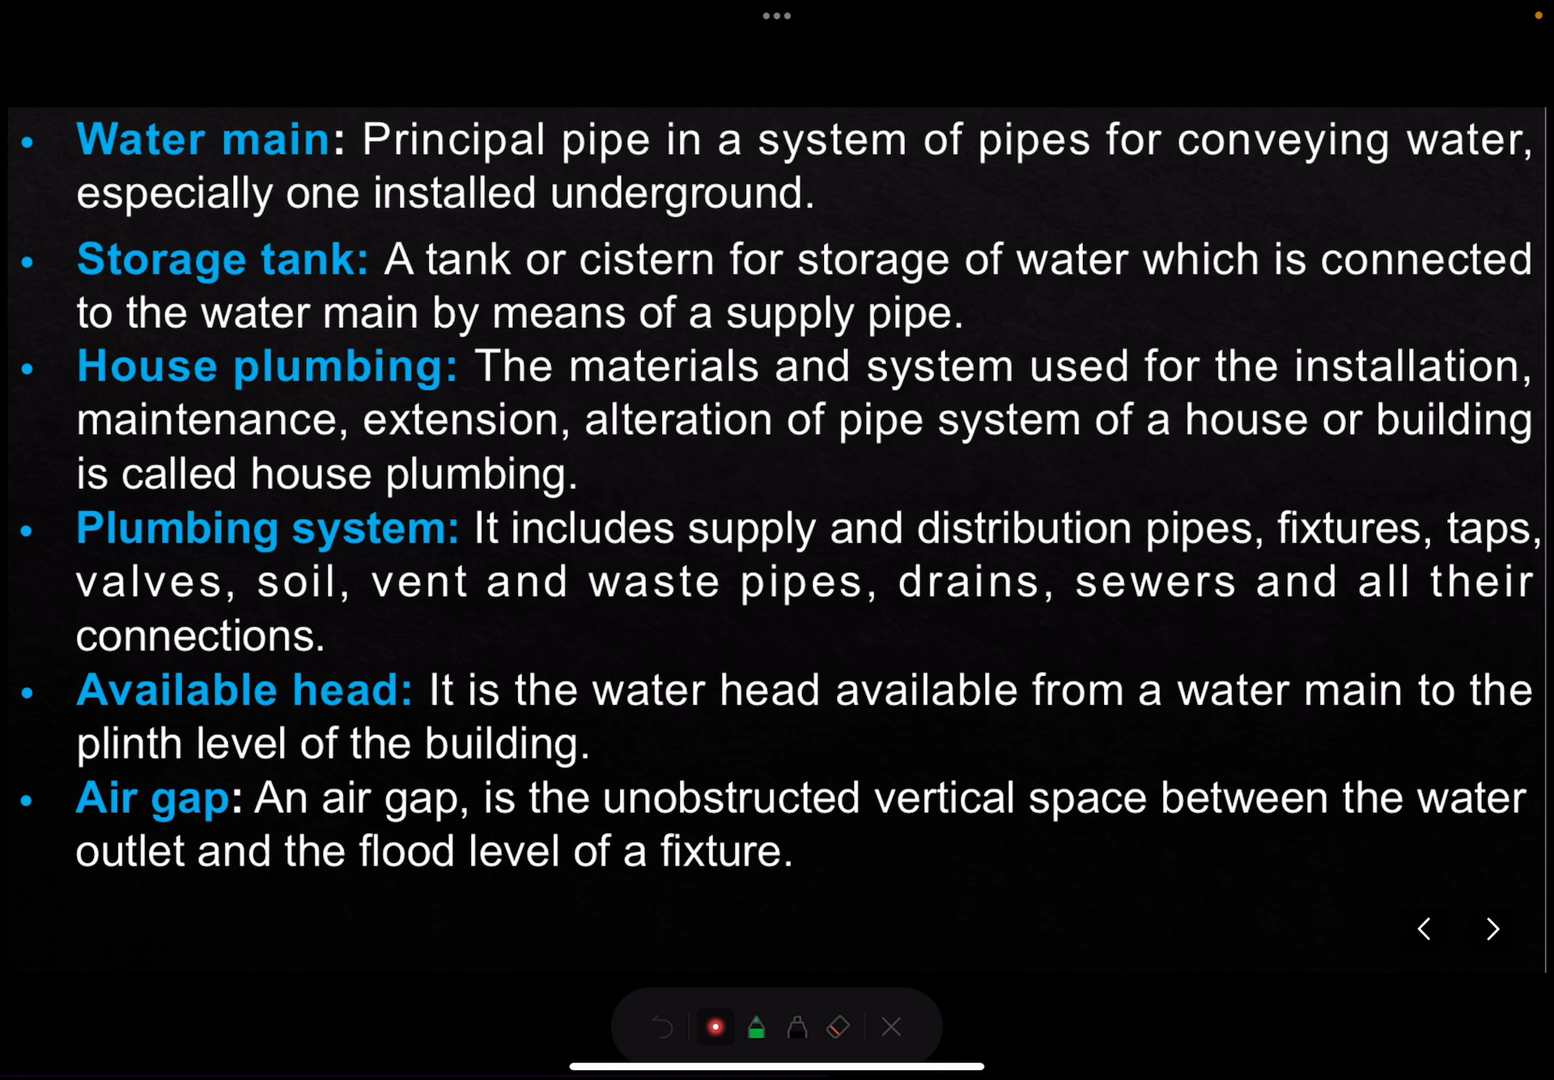 • Water main: Principal pipe in a system of pipes for conveying water,
especially one installed underground.
• Storage tank: A tank or cistern for storage of water which is connected
to the water main by means of a supply pipe.
• House plumbing: The materials and system used for the installation,
maintenance, extension, alteration of pipe system of a house or building
is called house plumbing.
• Plumbing system: It includes supply and distribution pipes, fixtures, taps,
valves, soil, vent and waste pipes, drains, sewers and all their
connections.
• Available head: It is the water head available from a water main to the
plinth level of the building.
• Air gap: An air gap, is the unobstructed vertical space between the water
outlet and the flood level of a fixture.